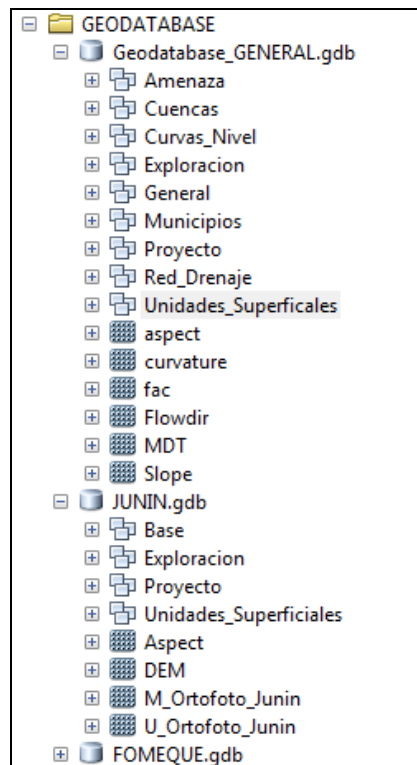 GEODATABASE
Geodatabase_GENERAL.gdb
Amenaza
Cuencas
Curvas_Nivel
Exploracion
General
Municipios
Proyecto
Red_Drenaje
Unidades_Superficales
aspect
curvature
fac
Flowdir
MDT
Slope
JUNIN.gdb
Base
Exploracion
Proyecto
Unidades_Superficiales
Aspect
DEM
M_Ortofoto_Junin
U_Ortofoto_Junin
FOMEQUE.gdb